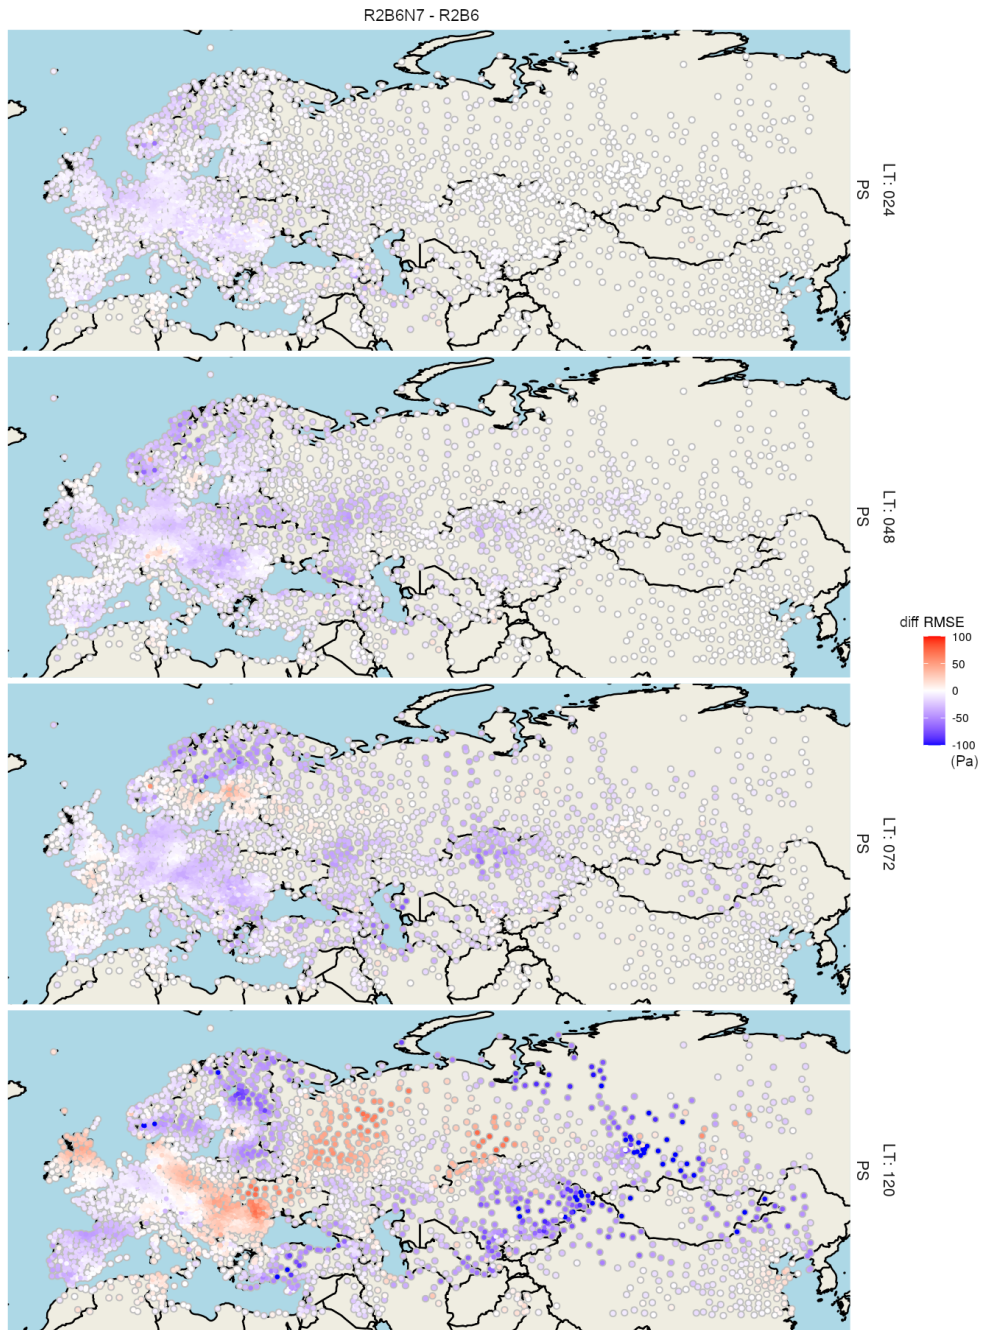 R2B6N7 - R2B6
LT: 024
PS
LT: 048
PS
diff RMSE
100
50
0
-50
-100
(Pa)
LT: 072
PS
LT: 120
PS